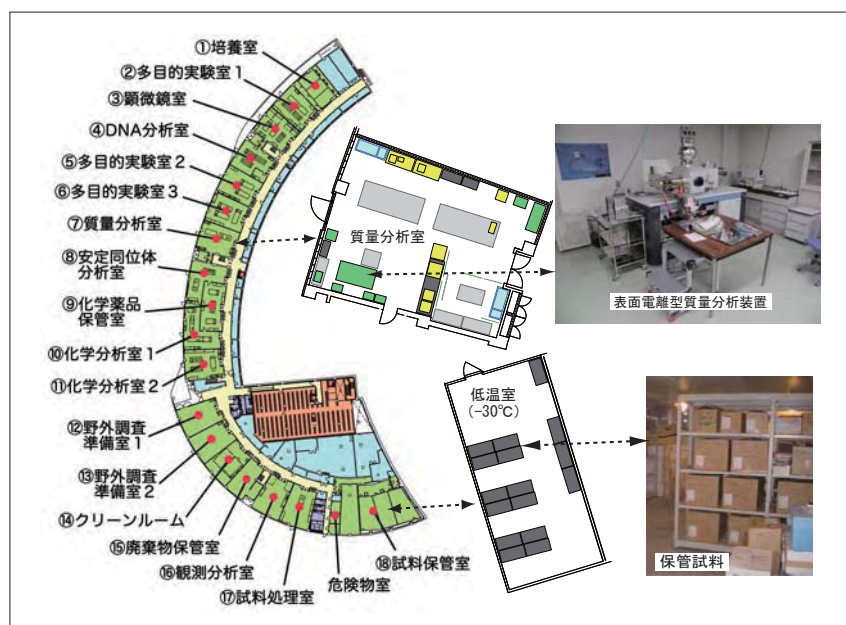 ①培養室
②多目的実験室1
③顕微鏡室
④DNA分析室
⑤多目的実験室2
⑥多目的実験室3
⑦質量分析室
⑧安定同位体
分析室
⑨化学薬品
保管室
⑩化学分析室1
⑪化学分析室2
⑫野外調査
準備室1
⑬野外調査
準備室2
⑭クリーンルーム
⑮廃棄物保管室
⑯観測分析室
⑰試料処理室
危険物室
⑱試料保管室
質量分析室
表面電離型質量分析装置
低温室
(-30℃)
保管試料